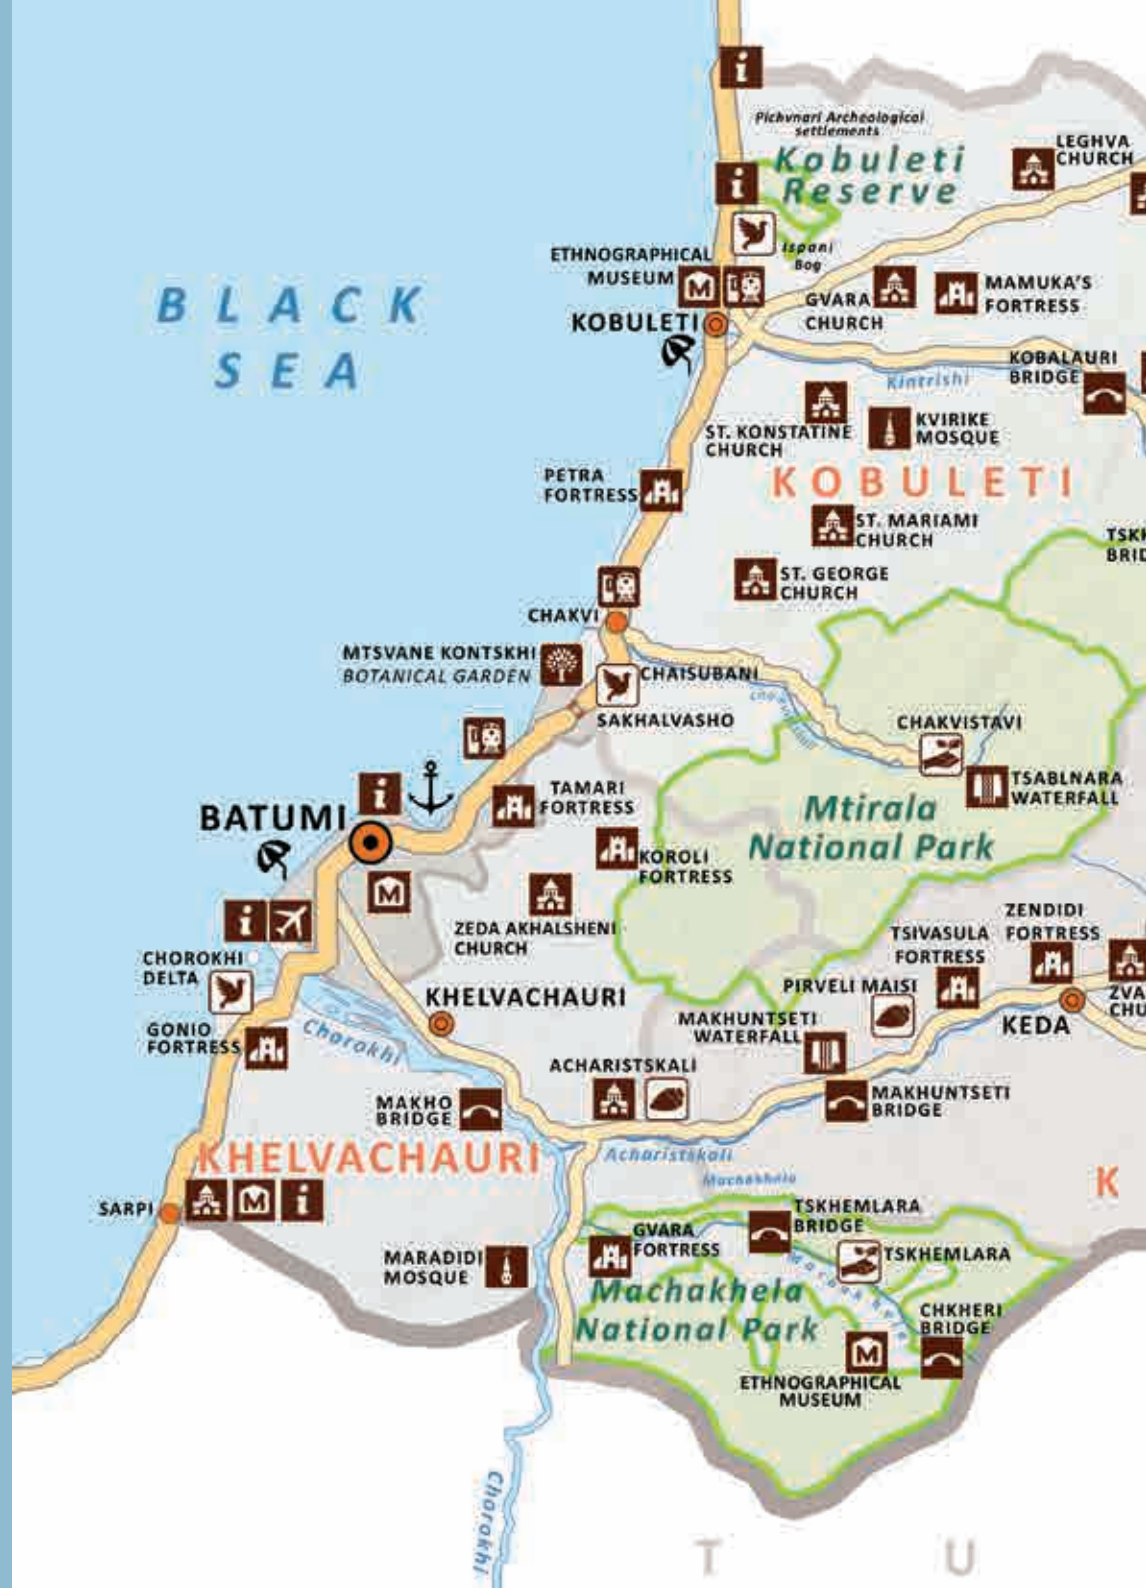 Pichvnari Archeological
settlements
Kobuleti
Reserve
LEGHVA
CHURCH
Ispani
Bog
ETHNOGRAPHICAL
MUSEUM
M
KOBULETI
GVARA
CHURCH
MAMUKA'S
FORTRESS
BLACK
SEA
KOBALAURI
BRIDGE
Kintrishi
ST. KONSTATINE
CHURCH
KVIRIKE
MOSQUE
PETRA
FORTRESS
KOBULETI
ST. MARIAMI
CHURCH
ST. GEORGE
CHURCH
CHAKVI
MTSVANE KONTSKHI
BOTANICAL GARDEN
CHAISUBANI
SAKHALVASHO
CHAKVISTAVI
TSABLNARA
WATERFALL
TAMARI
FORTRESS
BATUMI
Mtirala
National Park
KOROLI
FORTRESS
M
ZEDA AKHALSHENI
CHURCH
ZENDIDI
FORTRESS
TSIVASULA
FORTRESS
CHOROKHI
DELTA
KHELVACHAURI
PIRVELI MAISI
MAKHUNTSETI
WATERFALL
KEDA
GONIO
FORTRESS
Chorokhi
ACHARISTSKALI
MAKHO
BRIDGE
MAKHUNTSETI
BRIDGE
KHELVACHAURI
Acharistskali
Machakhela
K
SARPI
M
TSKHEMLARA
BRIDGE
GVARA
FORTRESS
TSKHEMLARA
MARADIDI
MOSQUE
Machakhela
National Park
Machakhela
CHKHERI
BRIDGE
M
ETHNOGRAPHICAL
MUSEUM
Chorokhi
T U